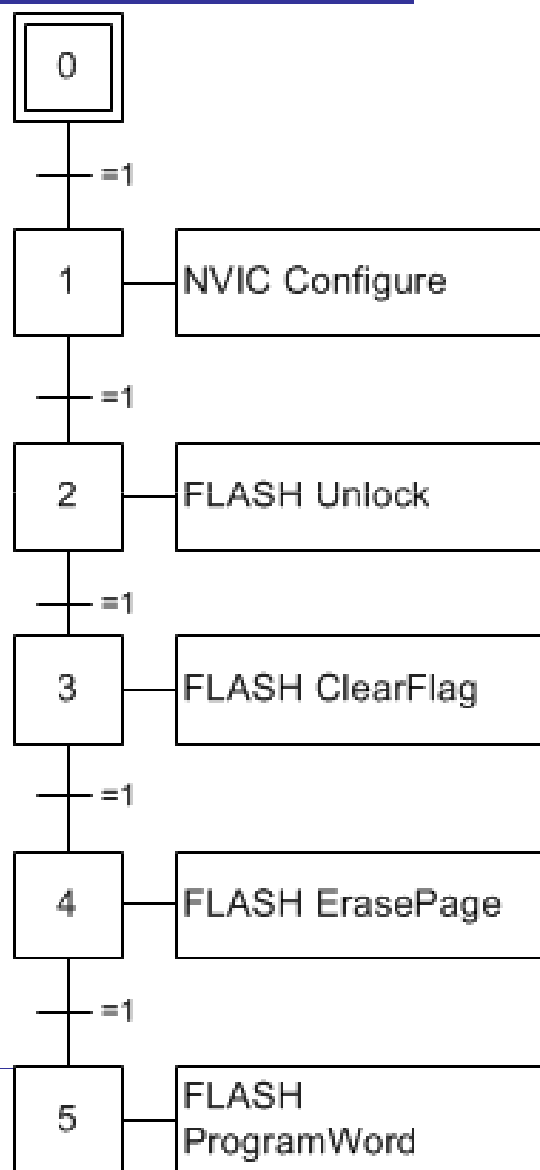 0
=1
1
NVIC Configure
=1
2
FLASH Unlock
=1
3
FLASH ClearFlag
=1
4
FLASH ErasePage
=1
5
FLASH
ProgramWord